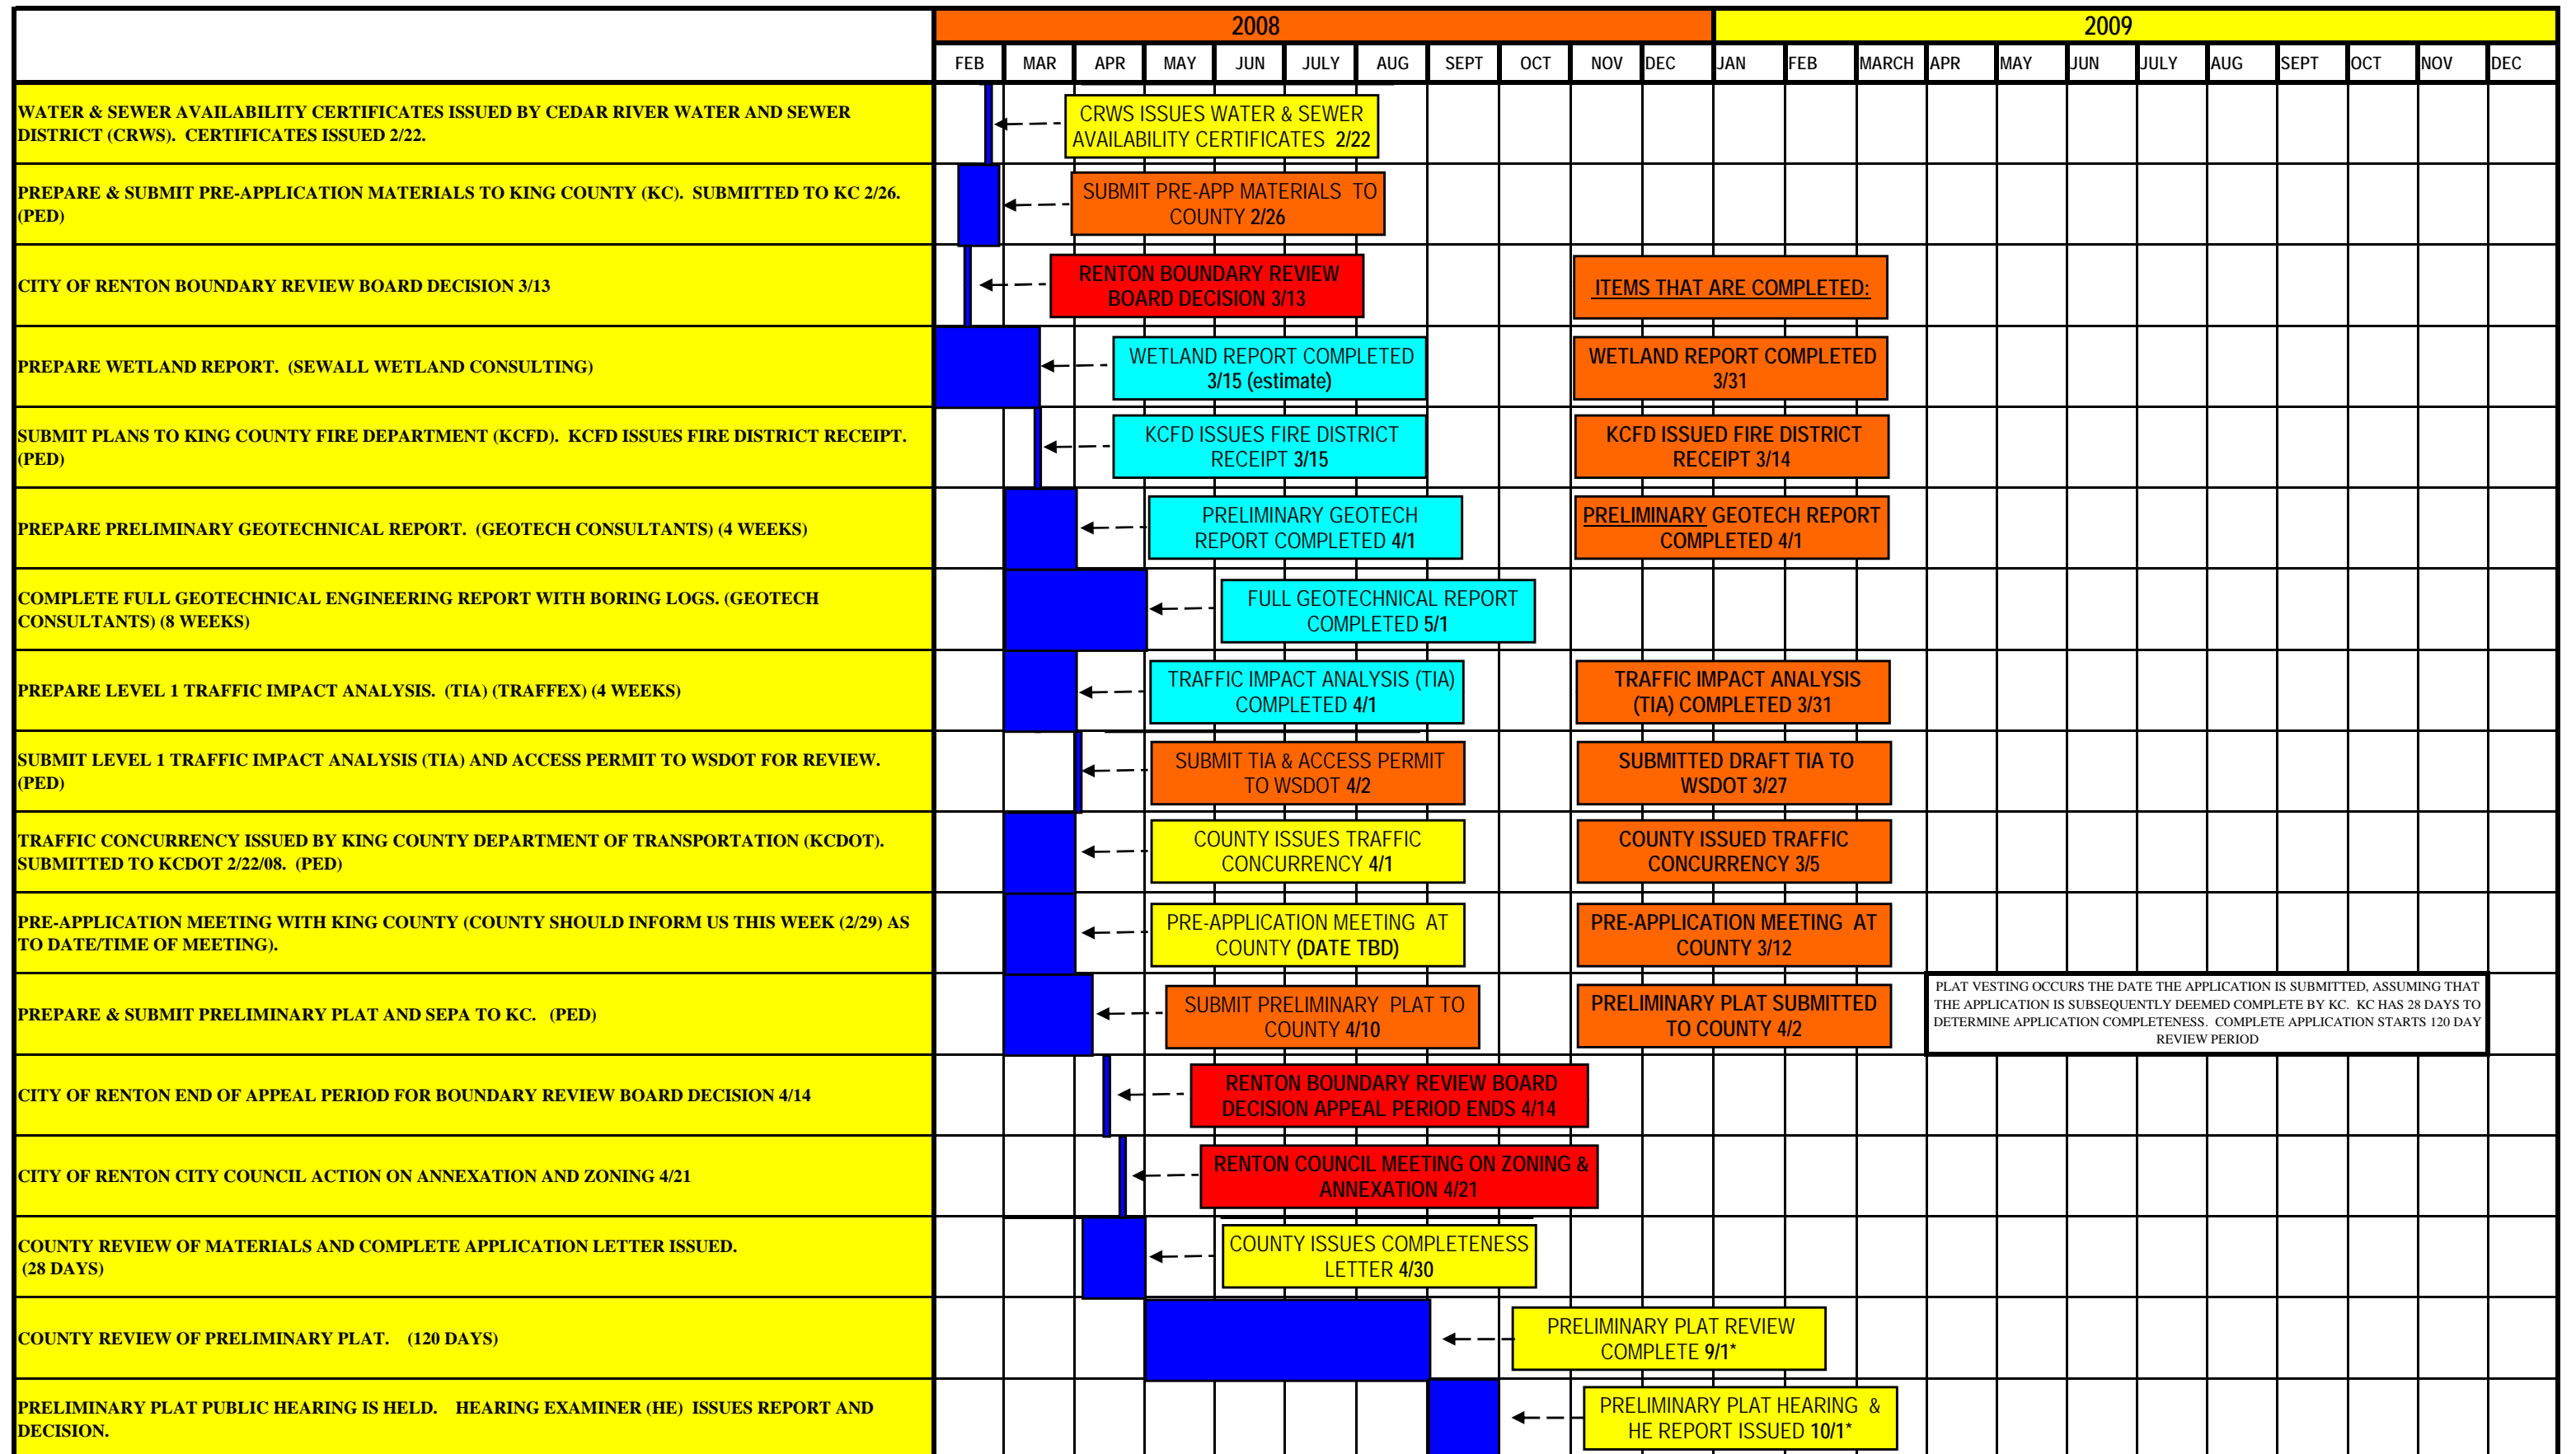 2008
2009
FEB MAR APR MAY JUN JULY AUG SEPT OCT NOV DEC JAN FEB MARCH APR MAY JUN JULY AUG SEPT OCT NOV DEC
WATER & SEWER AVAILABILITY CERTIFICATES ISSUED BY CEDAR RIVER WATER AND SEWER
DISTRICT (CRWS). CERTIFICATES ISSUED 2/22.
CRWS ISSUES WATER & SEWER
AVAILABILITY CERTIFICATES 2/22
PREPARE & SUBMIT PRE-APPLICATION MATERIALS TO KING COUNTY (KC). SUBMITTED TO KC 2/26.
(PED)
SUBMIT PRE-APP MATERIALS TO
COUNTY 2/26
CITY OF RENTON BOUNDARY REVIEW BOARD DECISION 3/13
RENTON BOUNDARY REVIEW
BOARD DECISION 3/13
ITEMS THAT ARE COMPLETED:
PREPARE WETLAND REPORT. (SEWALL WETLAND CONSULTING)
WETLAND REPORT COMPLETED
3/15 (estimate)
WETLAND REPORT COMPLETED
3/31
SUBMIT PLANS TO KING COUNTY FIRE DEPARTMENT (KCFD). KCFD ISSUES FIRE DISTRICT RECEIPT.
(PED)
KCFD ISSUES FIRE DISTRICT
RECEIPT 3/15
KCFD ISSUED FIRE DISTRICT
RECEIPT 3/14
PREPARE PRELIMINARY GEOTECHNICAL REPORT. (GEOTECH CONSULTANTS) (4 WEEKS)
PRELIMINARY GEOTECH
REPORT COMPLETED 4/1
PRELIMINARY GEOTECH REPORT
COMPLETED 4/1
COMPLETE FULL GEOTECHNICAL ENGINEERING REPORT WITH BORING LOGS. (GEOTECH
CONSULTANTS) (8 WEEKS)
FULL GEOTECHNICAL REPORT
COMPLETED 5/1
PREPARE LEVEL 1 TRAFFIC IMPACT ANALYSIS. (TIA) (TRAFFEX) (4 WEEKS)
TRAFFIC IMPACT ANALYSIS (TIA)
COMPLETED 4/1
TRAFFIC IMPACT ANALYSIS
(TIA) COMPLETED 3/31
SUBMIT LEVEL 1 TRAFFIC IMPACT ANALYSIS (TIA) AND ACCESS PERMIT TO WSDOT FOR REVIEW.
(PED)
SUBMIT TIA & ACCESS PERMIT
TO WSDOT 4/2
SUBMITTED DRAFT TIA TO
WSDOT 3/27
TRAFFIC CONCURRENCY ISSUED BY KING COUNTY DEPARTMENT OF TRANSPORTATION (KCDOT).
SUBMITTED TO KCDOT 2/22/08. (PED)
COUNTY ISSUES TRAFFIC
CONCURRENCY 4/1
COUNTY ISSUED TRAFFIC
CONCURRENCY 3/5
PRE-APPLICATION MEETING WITH KING COUNTY (COUNTY SHOULD INFORM US THIS WEEK (2/29) AS
TO DATE/TIME OF MEETING).
PRE-APPLICATION MEETING AT
COUNTY (DATE TBD)
PRE-APPLICATION MEETING AT
COUNTY 3/12
PREPARE & SUBMIT PRELIMINARY PLAT AND SEPA TO KC. (PED)
SUBMIT PRELIMINARY PLAT TO
COUNTY 4/10
PRELIMINARY PLAT SUBMITTED
TO COUNTY 4/2
PLAT VESTING OCCURS THE DATE THE APPLICATION IS SUBMITTED, ASSUMING THAT
THE APPLICATION IS SUBSEQUENTLY DEEMED COMPLETE BY KC. KC HAS 28 DAYS TO
DETERMINE APPLICATION COMPLETENESS. COMPLETE APPLICATION STARTS 120 DAY
REVIEW PERIOD
CITY OF RENTON END OF APPEAL PERIOD FOR BOUNDARY REVIEW BOARD DECISION 4/14
RENTON BOUNDARY REVIEW BOARD
DECISION APPEAL PERIOD ENDS 4/14
CITY OF RENTON CITY COUNCIL ACTION ON ANNEXATION AND ZONING 4/21
RENTON COUNCIL MEETING ON ZONING &
ANNEXATION 4/21
COUNTY REVIEW OF MATERIALS AND COMPLETE APPLICATION LETTER ISSUED.
(28 DAYS)
COUNTY ISSUES COMPLETENESS
LETTER 4/30
COUNTY REVIEW OF PRELIMINARY PLAT. (120 DAYS)
PRELIMINARY PLAT REVIEW
COMPLETE 9/1*
PRELIMINARY PLAT PUBLIC HEARING IS HELD. HEARING EXAMINER (HE) ISSUES REPORT AND
DECISION.
PRELIMINARY PLAT HEARING &
HE REPORT ISSUED 10/1*